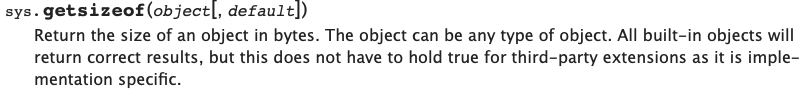 sys.getsizeof(object[, default])
Return the size of an object in bytes. The object can be any type of object. All built-in objects will
return correct results, but this does not have to hold true for third-party extensions as it is imple-
mentation specific.